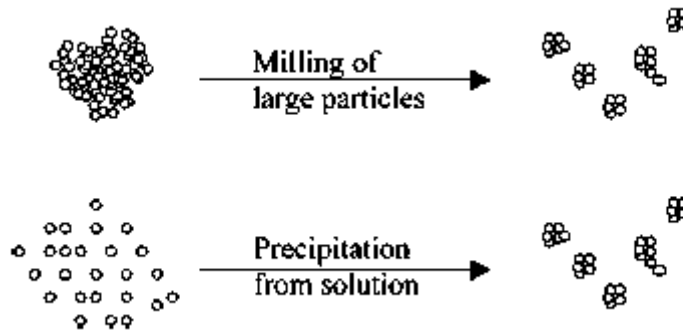 Milling of
large particles
Precipitation
from solution